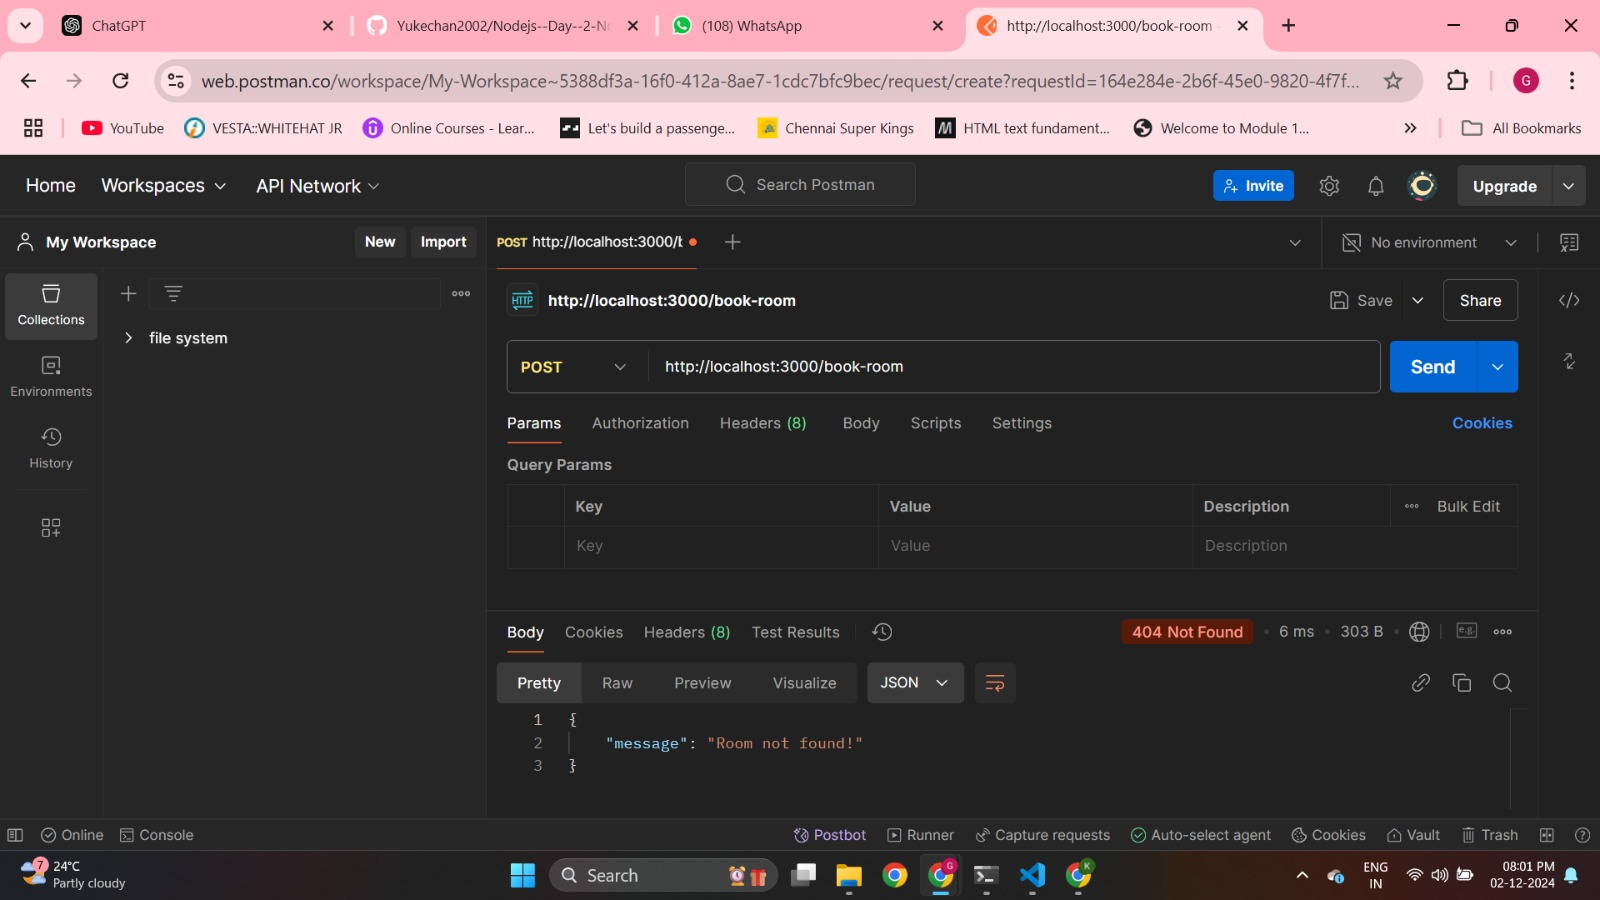 ChatGPT
Yukechan2002/Nodejs--Day--2-No
(108) WhatsApp
http://localhost:3000/book-room -
web.postman.co/workspace/My-Workspace~5388df3a-16f0-412a-8ae7-1cdc7bfc9bec/request/create?requestId=164e284e-2b6f-45e0-9820-4f7f...
G
YouTube
VESTA::WHITEHAT JR
Online Courses - Lear...
Let's build a passenge...
Chennai Super Kings
HTML text fundament...
Welcome to Module 1...
All Bookmarks
Home
Workspaces
API Network
Search Postman
Invite
Upgrade
My Workspace
New
Import
POST http://localhost:3000/b
No environment
Collections
Environments
History
file system
HTTP
http://localhost:3000/book-room
Save
Share
POST
http://localhost:3000/book-room
Send
Params
Authorization
Headers (8)
Body
Scripts
Settings
Cookies
Query Params
Key
Value
Description
Bulk Edit
Key
Value
Description
Body
Cookies
Headers (8)
Test Results
404 Not Found
6 ms
303 B
e.g.
Pretty
Raw
Preview
Visualize
JSON
1 {
2 "message": "Room not found!"
3 }
Online
Console
Postbot
Runner
Capture requests
Auto-select agent
Cookies
Vault
Trash
7
24°C
Partly cloudy
Search
G
K
ENG
IN
08:01 PM
02-12-2024